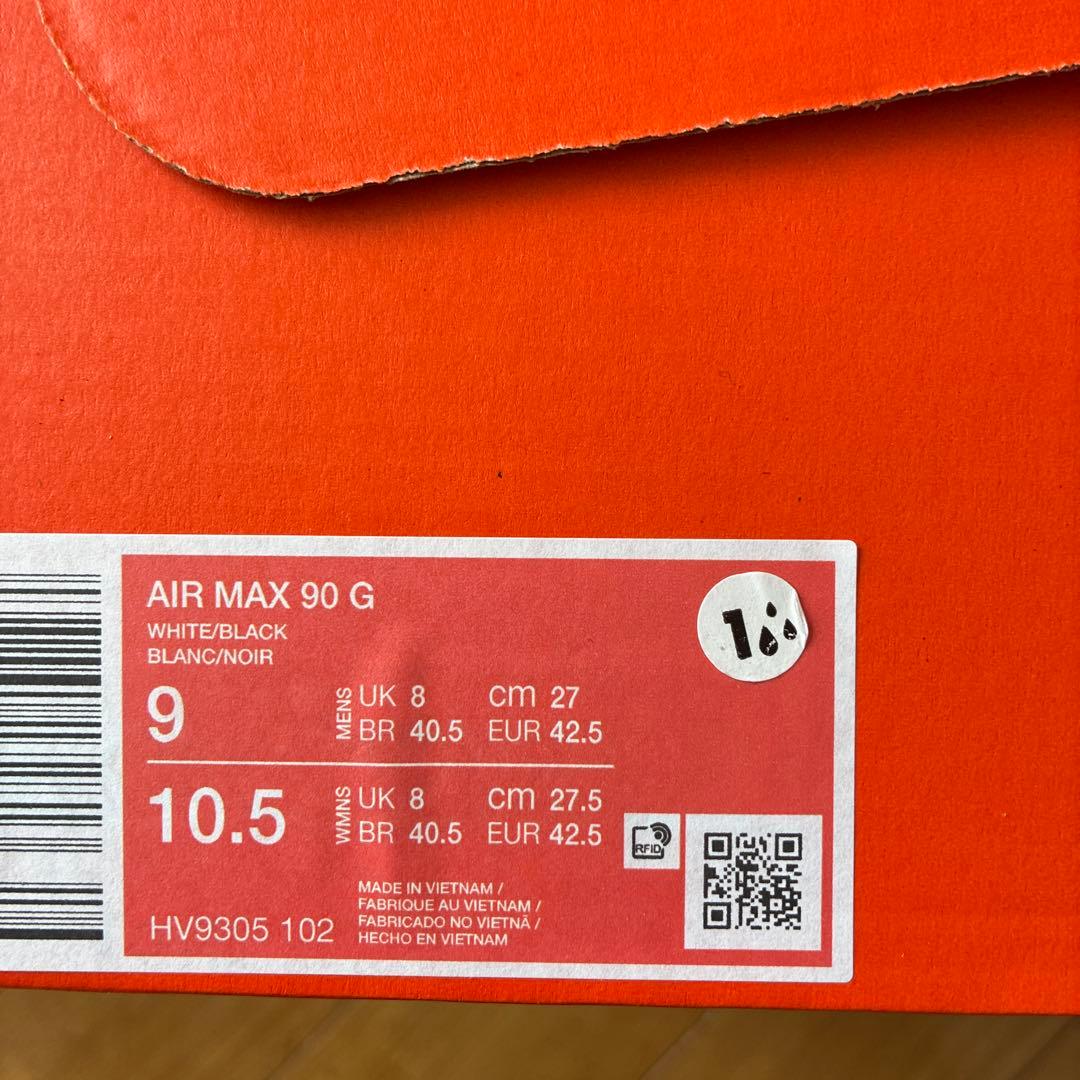 AIR MAX 90 G
WHITE/BLACK
BLANC/NOIR
9 MENS UK 8 cm 27
BR 40.5 EUR 42.5
10.5 WMNS UK 8 cm 27.5
BR 40.5 EUR 42.5
HV9305 102
MADE IN VIETNAM /
FABRIQUE AU VIETNAM /
FABRICADO NO VIETNÃ /
HECHO EN VIETNAM
RFID
1